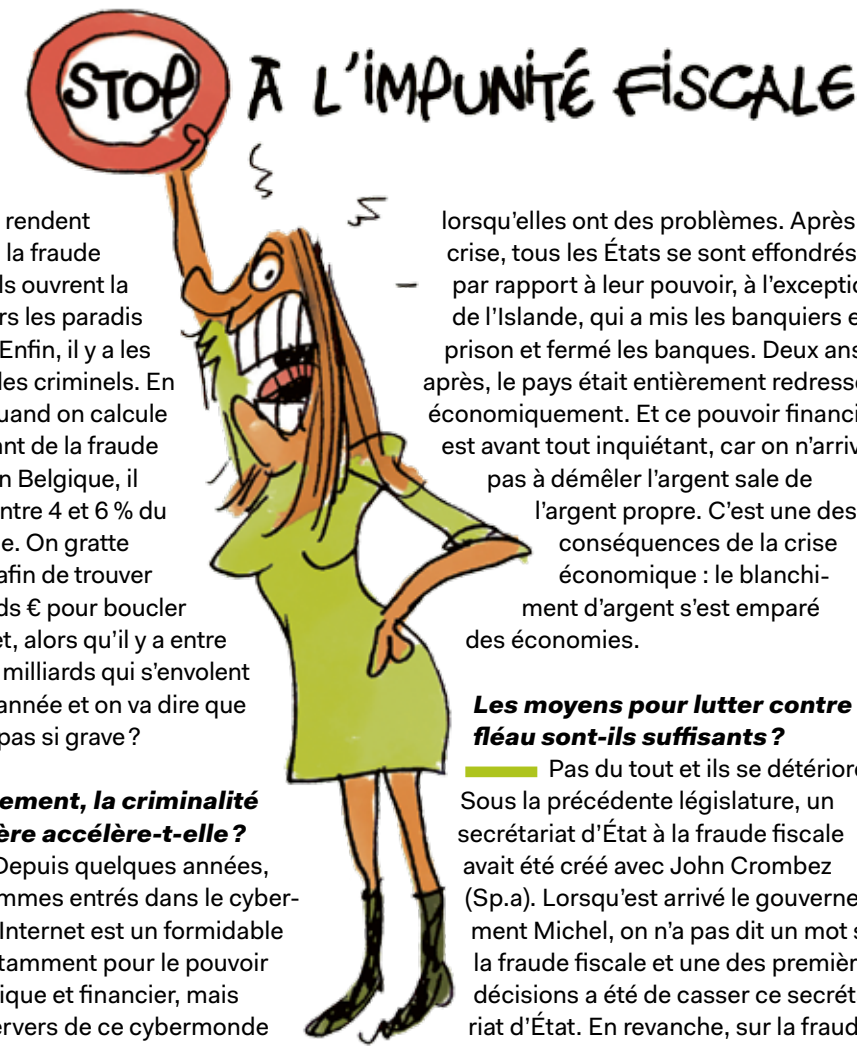 STOP À L'IMPUNITÉ FISCALE
rendent
la fraude
ls ouvrent la
rs les paradis
Enfin, il y a les
des criminels. En
uand on calcule
ant de la fraude
n Belgique, il
ntre 4 et 6 % du
e. On gratte
afin de trouver
ds € pour boucler
et, alors qu'il y a entre
milliards qui s'envolent
année et on va dire que
pas si grave ?
ement, la criminalité
ère accélère-t-elle ?
Depuis quelques années,
mmes entrés dans le cyber-
Internet est un formidable
tamment pour le pouvoir
ique et financier, mais
ervers de ce cybermonde
lorsqu'elles ont des problèmes. Après
crise, tous les États se sont effondrés
par rapport à leur pouvoir, à l'exceptio
de l'Islande, qui a mis les banquiers e
prison et fermé les banques. Deux ans
après, le pays était entièrement redress
économiquement. Et ce pouvoir financi
est avant tout inquiétant, car on n'arriv
pas à démêler l'argent sale de
l'argent propre. C'est une des
conséquences de la crise
économique : le blanchi-
ment d'argent s'est emparé
des économies.
Les moyens pour lutter contre
fléau sont-ils suffisants ?
Pas du tout et ils se détériore
Sous la précédente législature, un
secrétariat d'État à la fraude fiscale
avait été créé avec John Crombez
(Sp.a). Lorsqu'est arrivé le gouverne
ment Michel, on n'a pas dit un mot s
la fraude fiscale et une des premièr
décisions a été de casser ce secrét
riat d'État. En revanche, sur la fraud